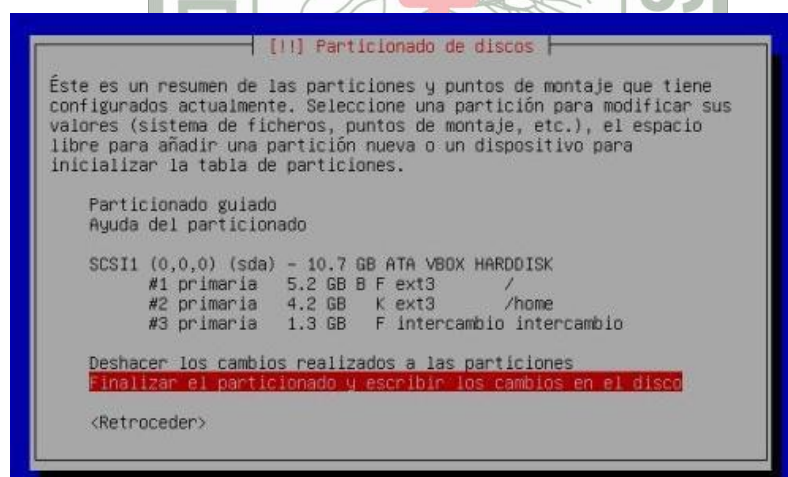 [!!] Particionado de discos
Éste es un resumen de las particiones y puntos de montaje que tiene
configurados actualmente. Seleccione una partición para modificar sus
valores (sistema de ficheros, puntos de montaje, etc.), el espacio
libre para añadir una partición nueva o un dispositivo para
inicializar la tabla de particiones.
Particionado guiado
Ayuda del particionado
SCSI1 (0,0,0) (sda) - 10.7 GB ATA VBOX HARDDISK
#1 primaria 5.2 GB B F ext3 /
#2 primaria 4.2 GB K ext3 /home
#3 primaria 1.3 GB F intercambio intercambio
Deshacer los cambios realizados a las particiones
Finalizar el particionado y escribir los cambios en el disco
<Retroceder>